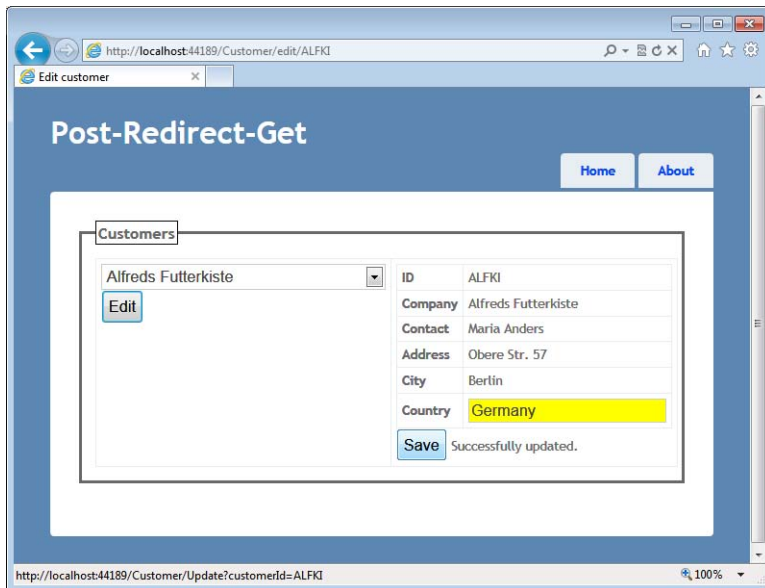 http://localhost:44189/Customer/edit/ALFKI
Edit customer
Post-Redirect-Get
Home About
Customers
Alfreds Futterkiste
Edit
ID ALFKI
Company Alfreds Futterkiste
Contact Maria Anders
Address Obere Str. 57
City Berlin
Country Germany
Save Successfully updated.
http://localhost:44189/Customer/Update?customerId=ALFKI 100%